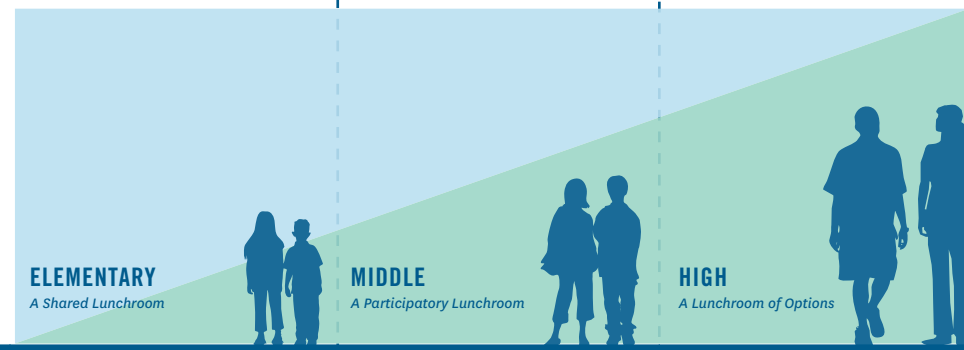 ELEMENTARY
A Shared Lunchroom
MIDDLE
A Participatory Lunchroom
HIGH
A Lunchroom of Options